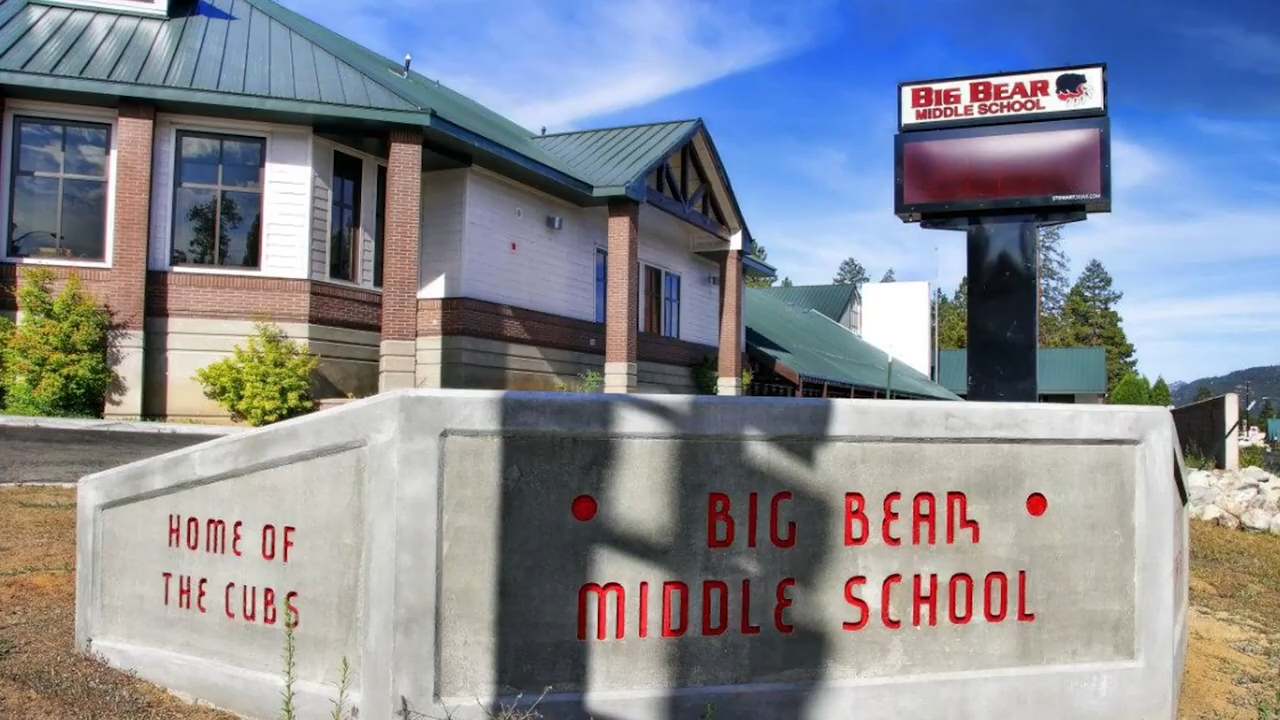 BIG BEAR
MIDDLE SCHOOL
HOME OF
THE CUBS
• BIG BEAR •
MIDDLE SCHOOL